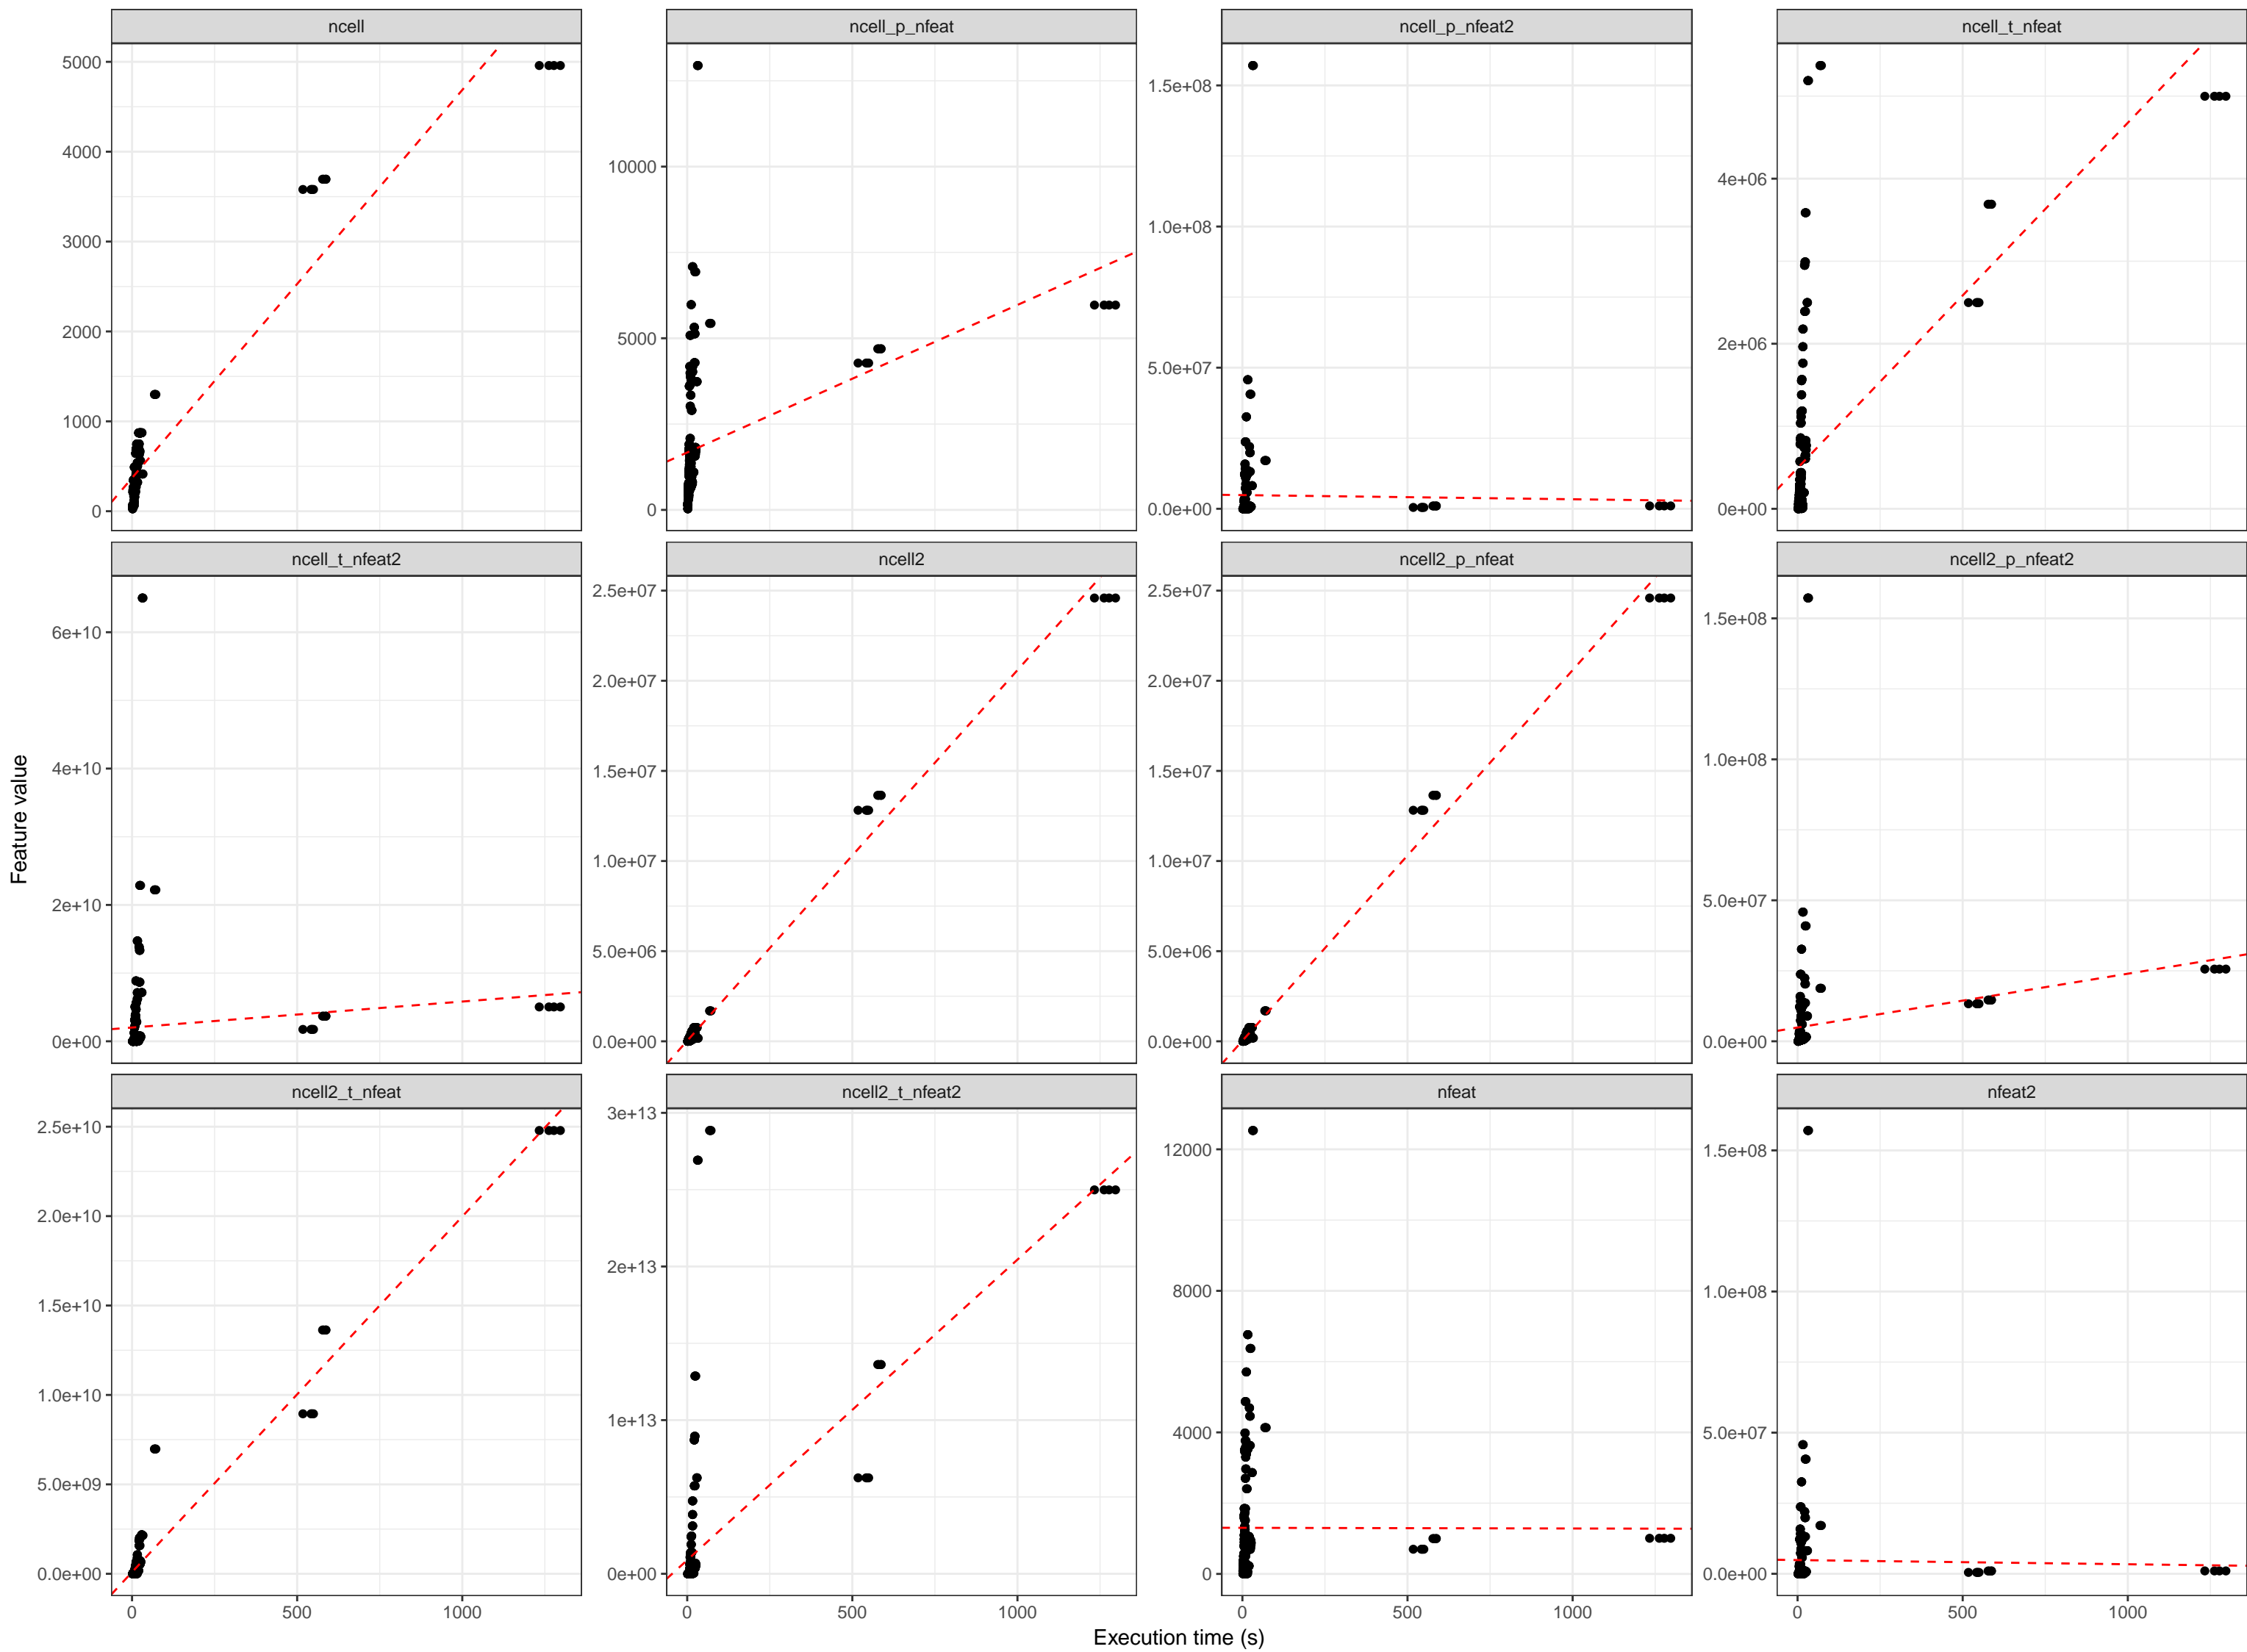 ncell
ncell_p_nfeat
ncell_p_nfeat2
ncell_t_nfeat
5000
4000
3000
2000
1000
0
10000
5000
0
1.5e+08
1.0e+08
5.0e+07
0.0e+00
4e+06
2e+06
0e+00
ncell_t_nfeat2
ncell2
ncell2_p_nfeat
ncell2_p_nfeat2
6e+10
4e+10
2e+10
0e+00
2.5e+07
2.0e+07
1.5e+07
1.0e+07
5.0e+06
0.0e+00
2.5e+07
2.0e+07
1.5e+07
1.0e+07
5.0e+06
0.0e+00
1.5e+08
1.0e+08
5.0e+07
0.0e+00
Feature value
ncell2_t_nfeat
ncell2_t_nfeat2
nfeat
nfeat2
2.5e+10
2.0e+10
1.5e+10
1.0e+10
5.0e+09
0.0e+00
3e+13
2e+13
1e+13
0e+00
12000
8000
4000
0
1.5e+08
1.0e+08
5.0e+07
0.0e+00
0 500 1000
0 500 1000
0 500 1000
0 500 1000
Execution time (s)